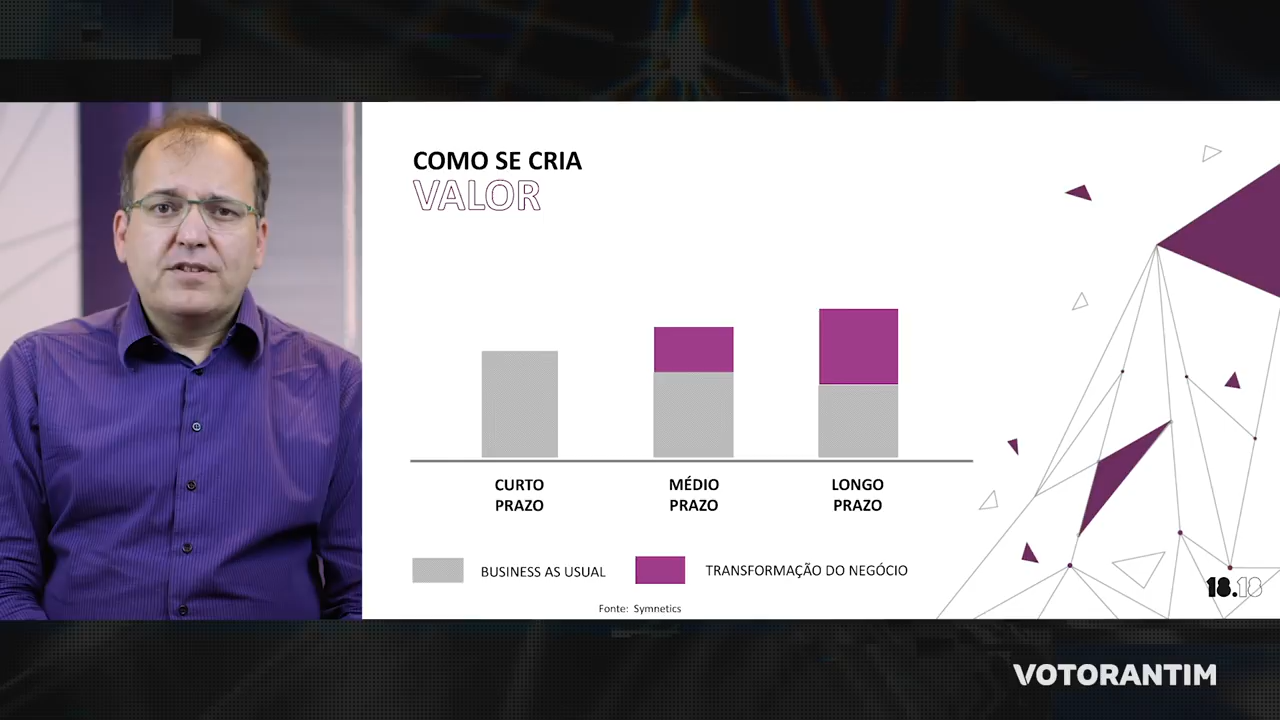 COMO SE CRIA
VALOR
CURTO
PRAZO
MÉDIO
PRAZO
LONGO
PRAZO
BUSINESS AS USUAL
TRANSFORMAÇÃO DO NEGÓCIO
Fonte: Symnetics
18.18
VOTORANTIM